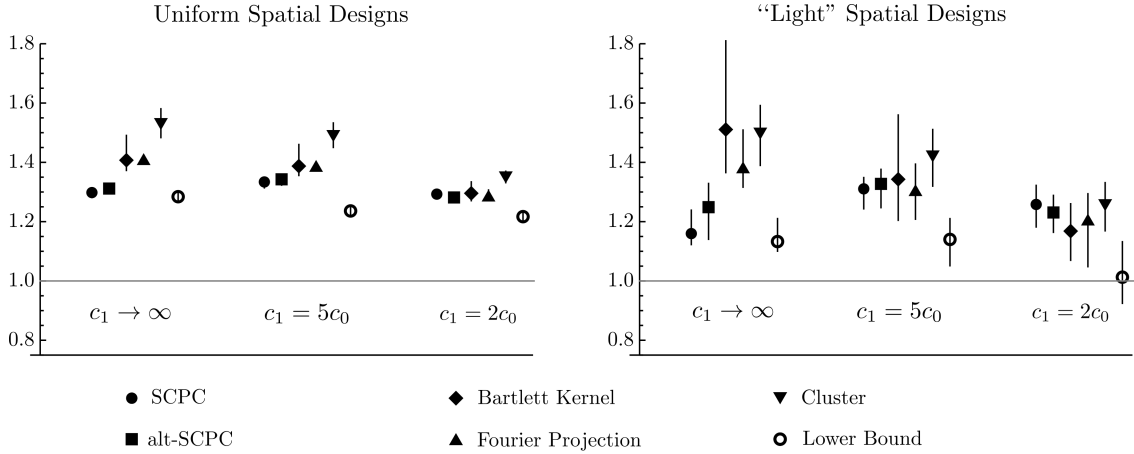 Uniform Spatial Designs
“Light” Spatial Designs
1.8
1.6
1.4
1.2
1.0
0.8
c₁ → ∞
c₁ = 5c₀
c₁ = 2c₀
1.8
1.6
1.4
1.2
1.0
0.8
c₁ → ∞
c₁ = 5c₀
c₁ = 2c₀
SCPC
Bartlett Kernel
Cluster
alt-SCPC
Fourier Projection
Lower Bound